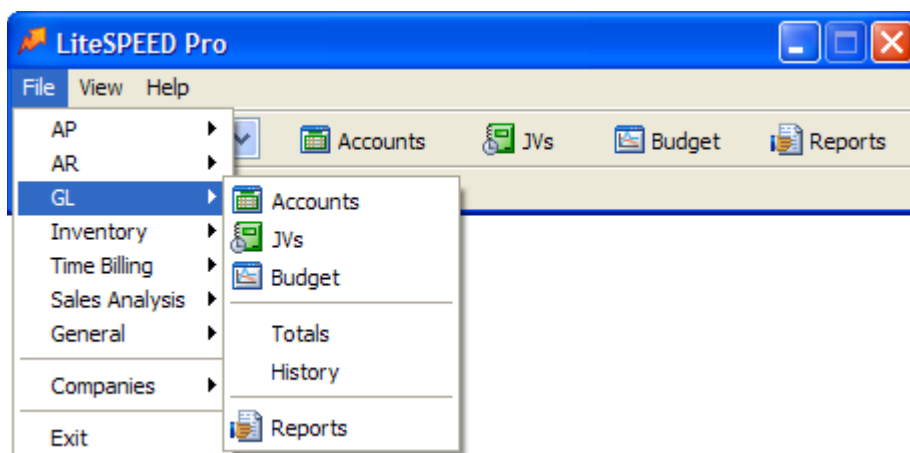 LiteSPEED Pro
File View Help
Accounts JVs Budget Reports
AP
AR
GL
Inventory
Time Billing
Sales Analysis
General
Companies
Exit
Accounts
JVs
Budget
Totals
History
Reports